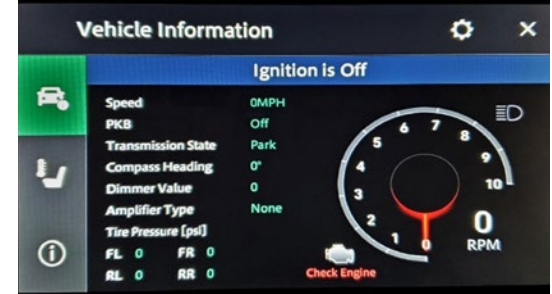 Vehicle Information
Ignition is Off
Speed 0MPH
PKB Off
Transmission State Park
Compass Heading 0°
Dimmer Value 0
Amplifier Type None
Tire Pressure [psi]
FL 0 FR 0
RL 0 RR 0
0
1
2
3
4
5
6
7
8
9
10
0
RPM
Check Engine